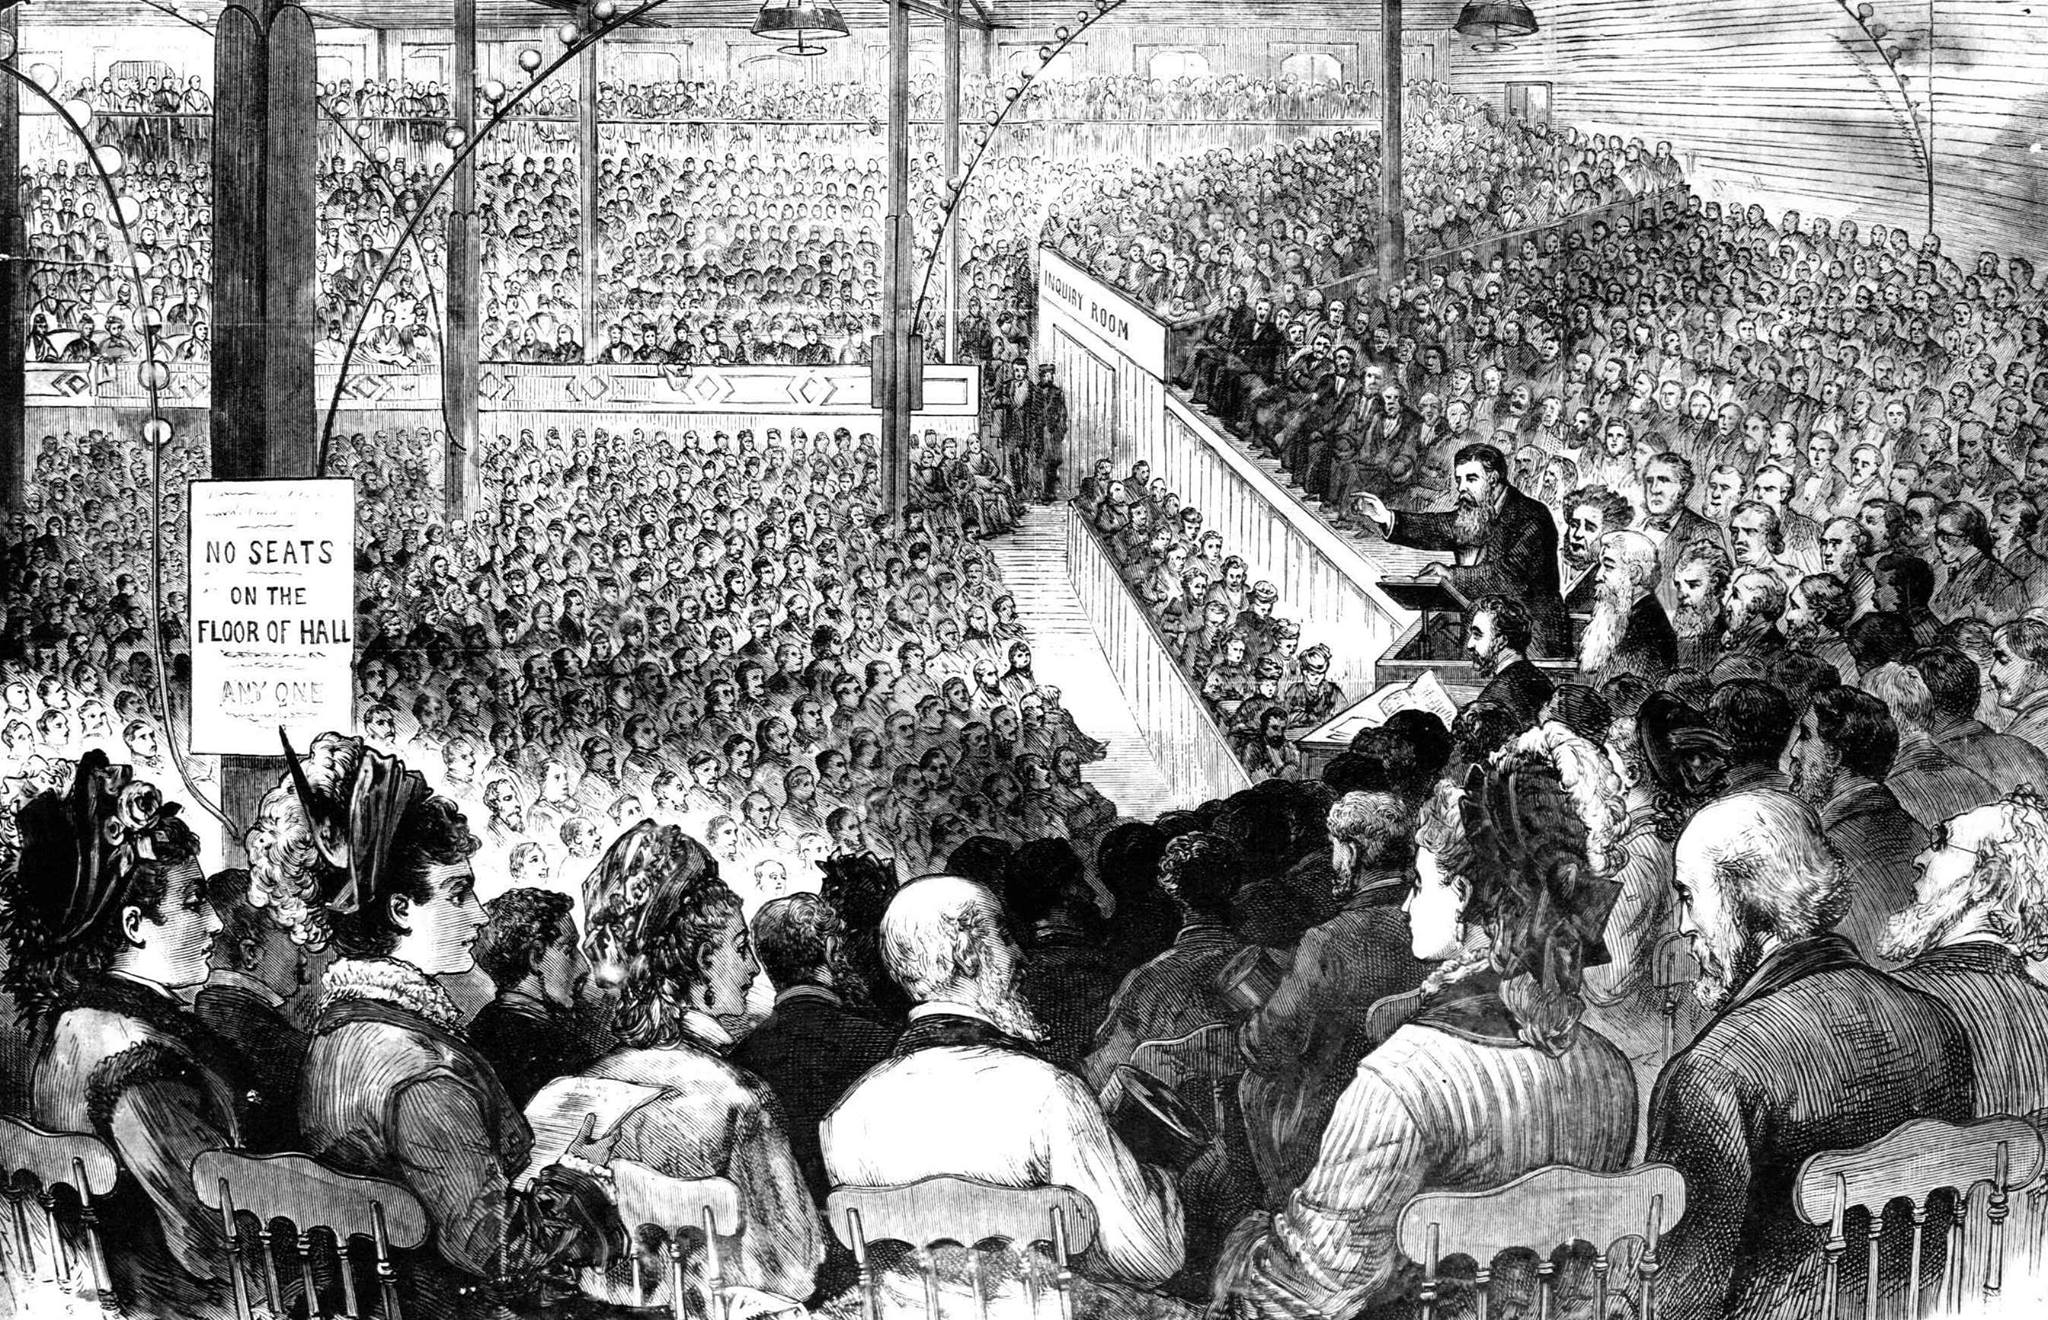 INQUIRY ROOM
NO SEATS
ON THE
FLOOR OF HALL
ANY ONE